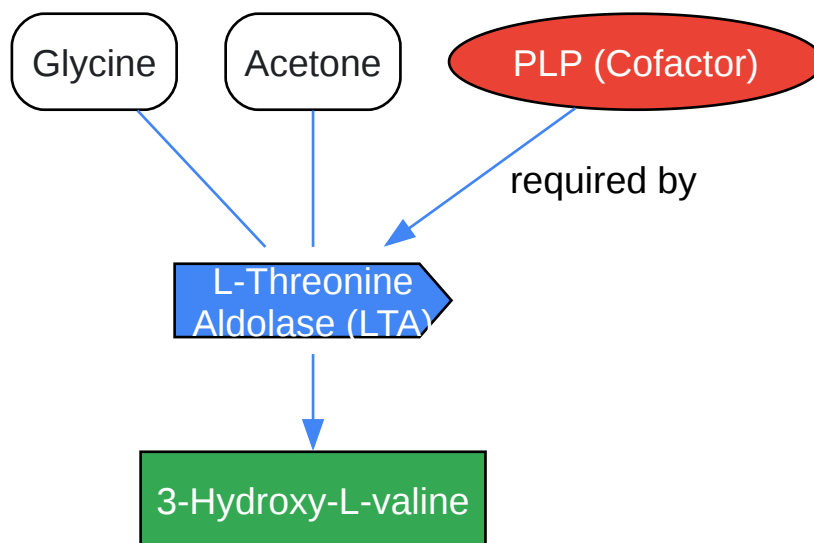 Glycine
Acetone
PLP (Cofactor)
required by
L-Threonine
Aldolase (LTA)
3-Hydroxy-L-valine